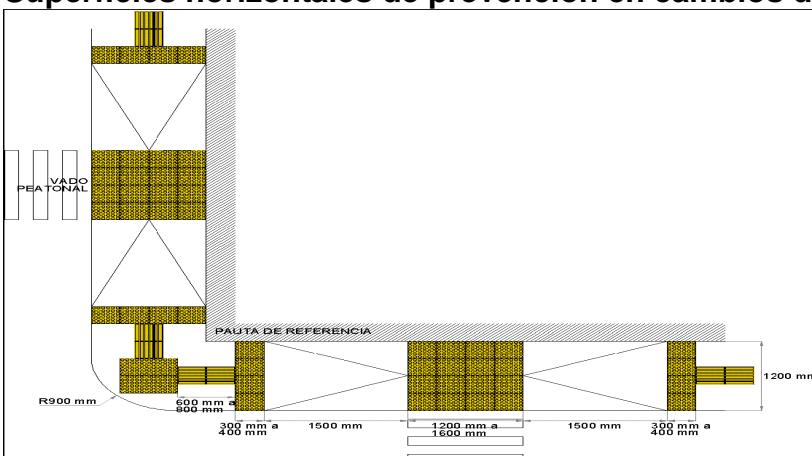 Superficies horizontales de prevención en cambios d
VADO
PEATONAL
PAUTA DE REFERENCIA
1200 mm
R900 mm
600 mm a
800 mm
300 mm a
400 mm
1500 mm
1200 mm a
1600 mm
1500 mm
300 mm a
400 mm